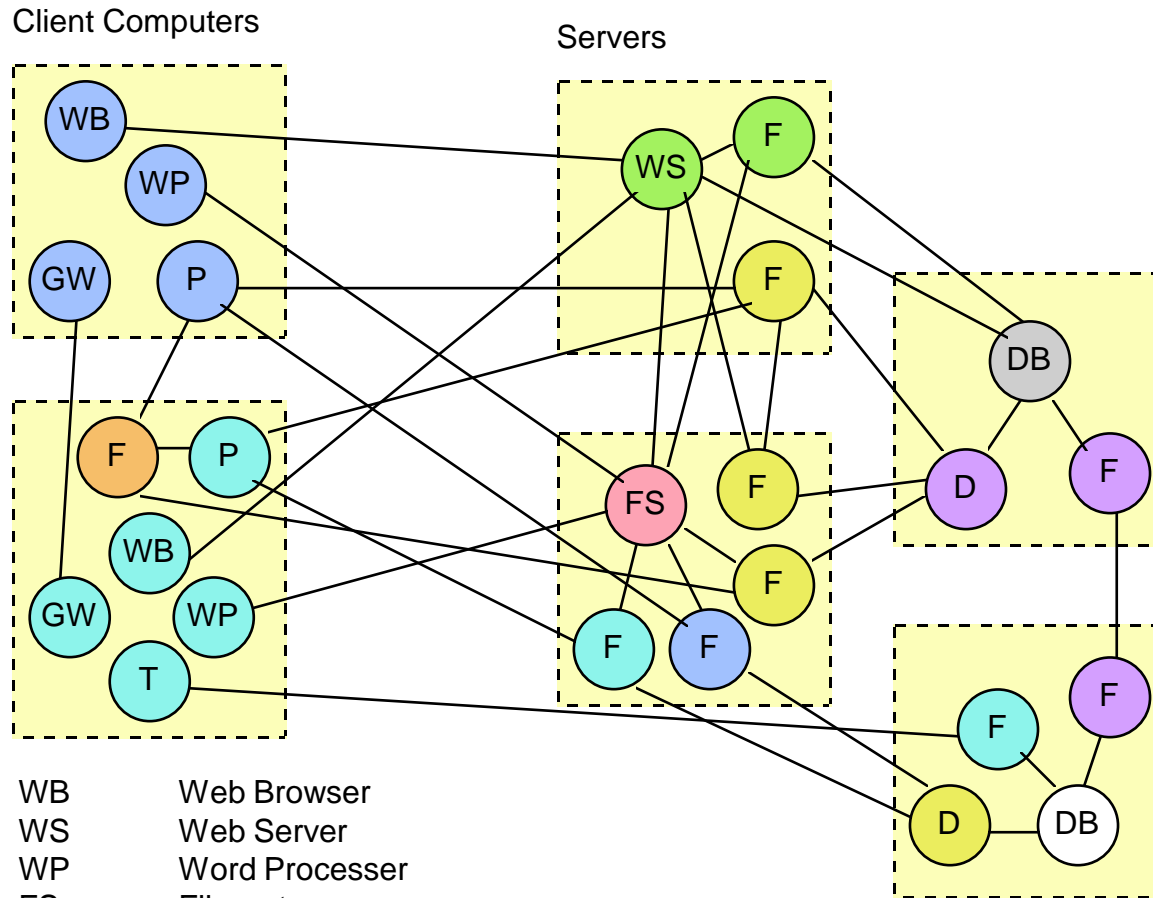 Client Computers
Servers
WB
WP
GW
P
F
P
WB
GW
WP
T
WS
F
F
FS
F
F
F
F
DB
D
F
F
F
D
DB
WB Web Browser
WS Web Server
WP Word Processer